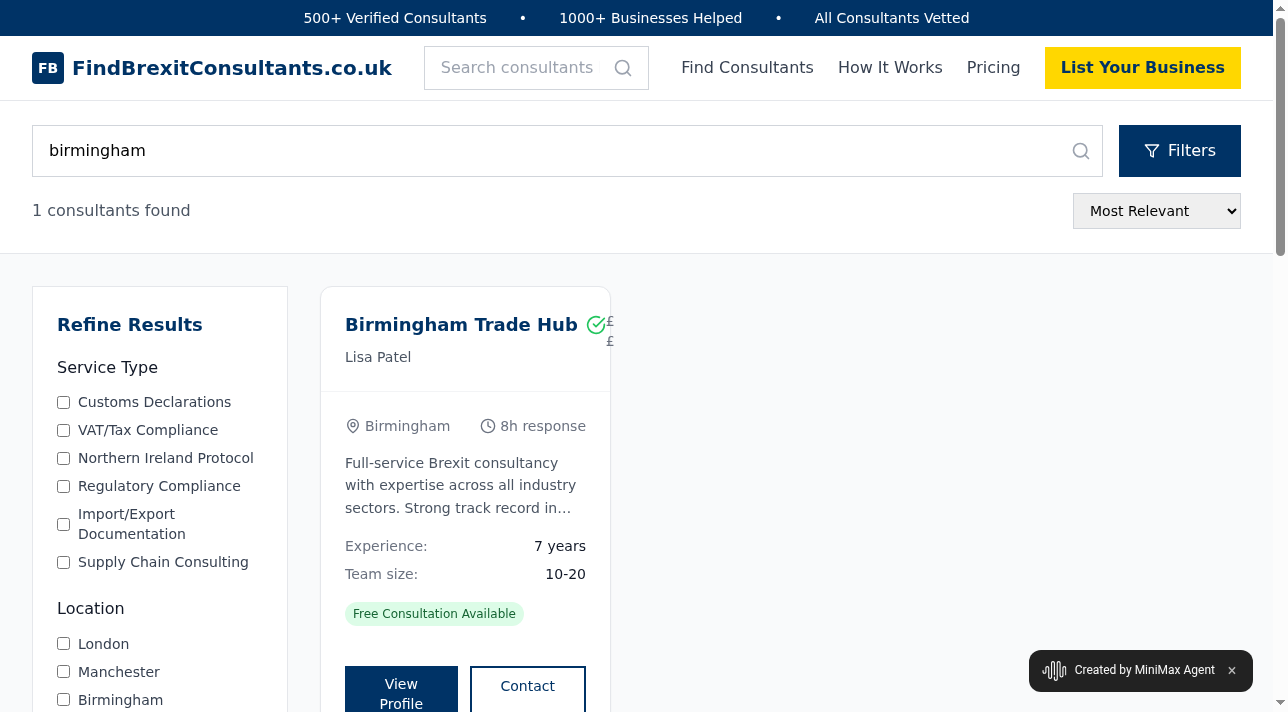 500+ Verified Consultants • 1000+ Businesses Helped • All Consultants Vetted
FB FindBrexitConsultants.co.uk Search consultants Find Consultants How It Works Pricing List Your Business
birmingham Filters
1 consultants found Most Relevant
Refine Results
Service Type
Customs Declarations
VAT/Tax Compliance
Northern Ireland Protocol
Regulatory Compliance
Import/Export
Documentation
Supply Chain Consulting
Location
London
Manchester
Birmingham
Birmingham Trade Hub £
£
Lisa Patel
Birmingham 8h response
Full-service Brexit consultancy
with expertise across all industry
sectors. Strong track record in…
Experience: 7 years
Team size: 10-20
Free Consultation Available
View
Profile
Contact
Created by MiniMax Agent ×